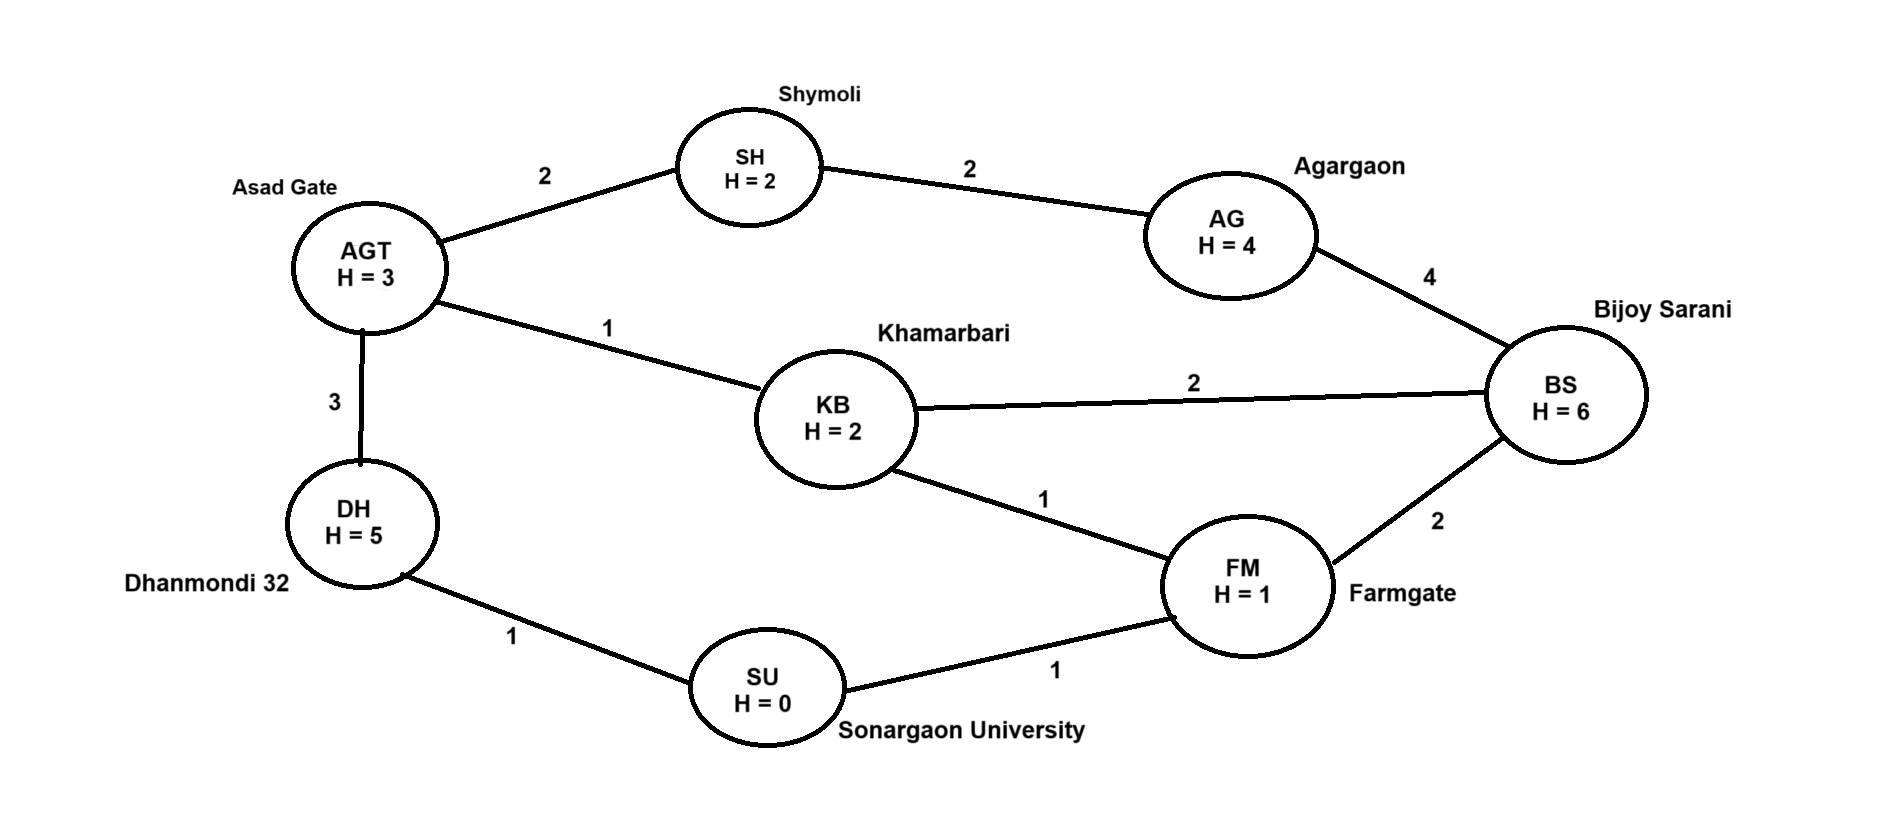 Shymoli
SH
H = 2
2
2
Agargaon
AG
H = 4
Asad Gate
AGT
H = 3
4
Bijoy Sarani
1
Khamarbari
BS
H = 6
2
3
KB
H = 2
DH
H = 5
1
2
Dhanmondi 32
FM
H = 1
Farmgate
1
SU
H = 0
1
Sonargaon University